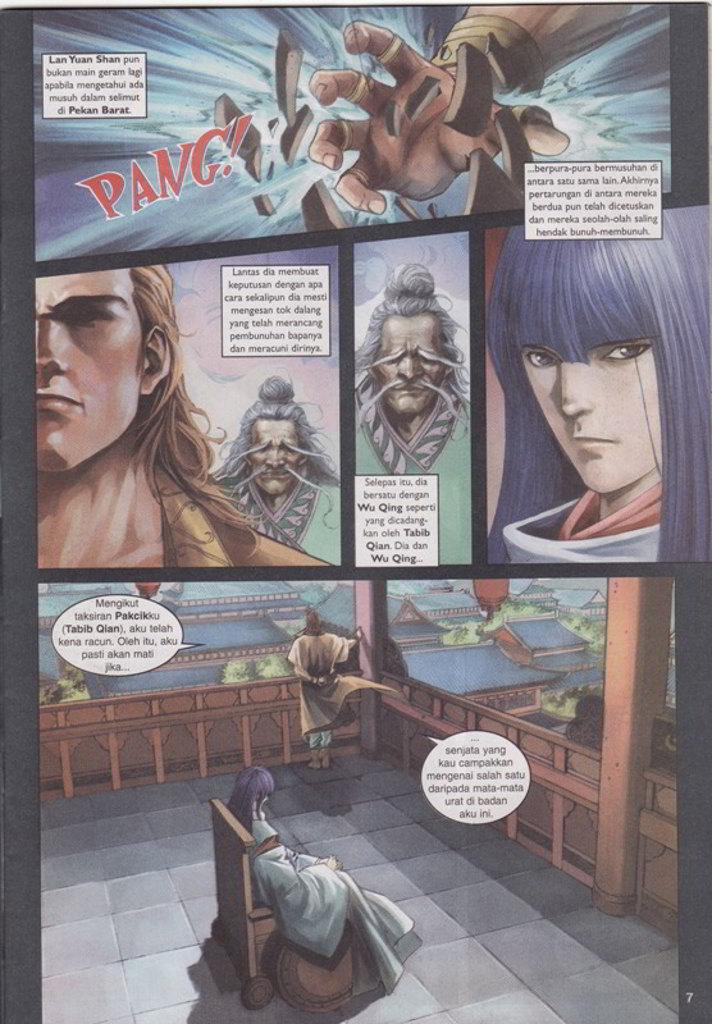 Lan Yuan Shan pun
bukan main geram lagi
apabila mengetahui ada
musuh dalam selimut
di Pekan Barat.
PANG!
...berpura-pura bermusuhan di
antara satu sama lain. Akhirnya
pertarungan di antara mereka
berdua pun telah dicetuskan
dan mereka seolah-olah saling
hendak bunuh-membunuh.
Lantas dia membuat
keputusan dengan apa
cara sekalipun dia mesti
mengesan tok dalang
yang telah merancang
pembunuhan bapanya
dan meracuni dirinya.
Selepas itu, dia
bersatu dengan
Wu Qing seperti
yang dicadang-
kan oleh Tabib
Qian. Dia dan
Wu Qing...
Mengikut
taksiran Pakcikku
(Tabib Qian), aku telah
kena racun. Oleh itu, aku
pasti akan mati
jika...
...
senjata yang
kau campakkan
mengenai salah satu
daripada mata-mata
urat di badan
aku ini.
7